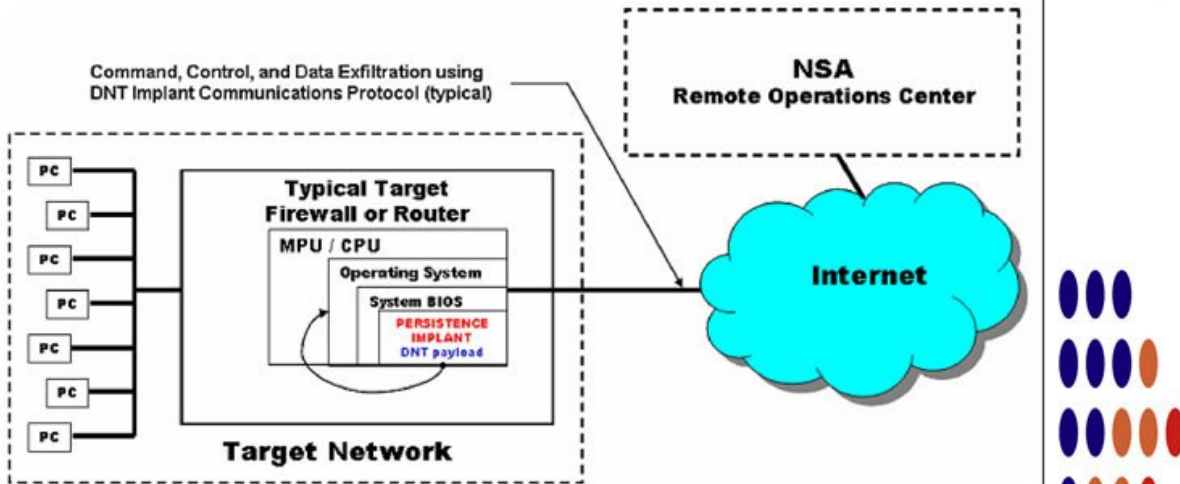 Command, Control, and Data Exfiltration using
DNT Implant Communications Protocol (typical)
NSA
Remote Operations Center
PC
PC
PC
PC
PC
PC
PC
Typical Target
Firewall or Router
MPU / CPU
Operating System
System BIOS
PERSISTENCE
IMPLANT
DNT payload
Internet
Target Network